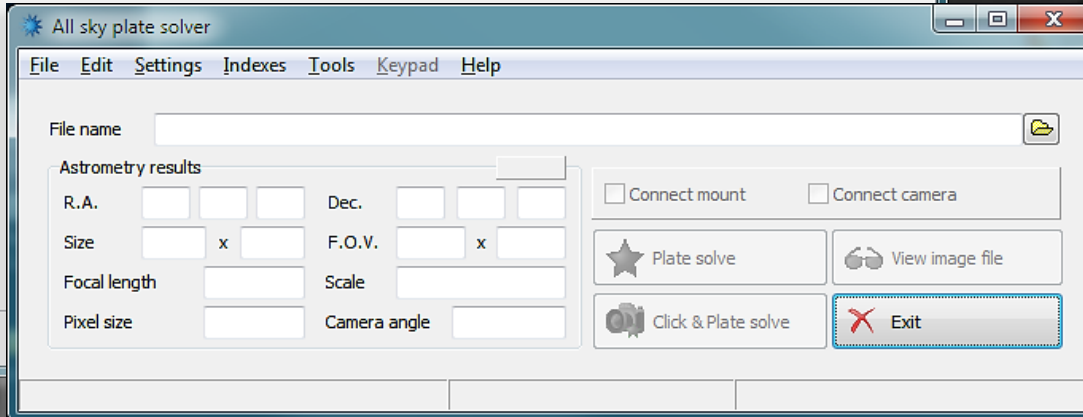 All sky plate solver
File Edit Settings Indexes Tools Keypad Help
File name
Astrometry results
R.A. Dec.
Size x F.O.V. x
Focal length Scale
Pixel size Camera angle
Connect mount Connect camera
Plate solve View image file
Click & Plate solve Exit